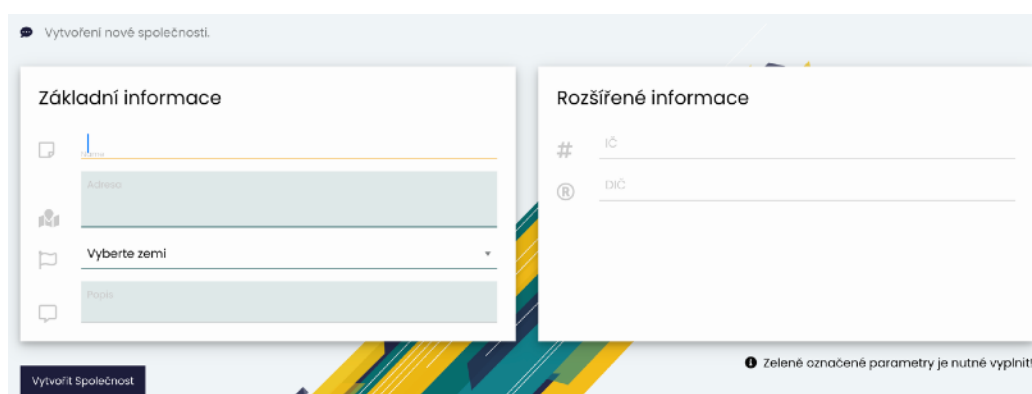 Vytvoření nové společnosti.
Základní informace
Name
Adresa
Vyberte zemi
Popis
Rozšířené informace
IČ
DIČ
Zeleně označené parametry je nutné vyplnit!
Vytvořit Společnost